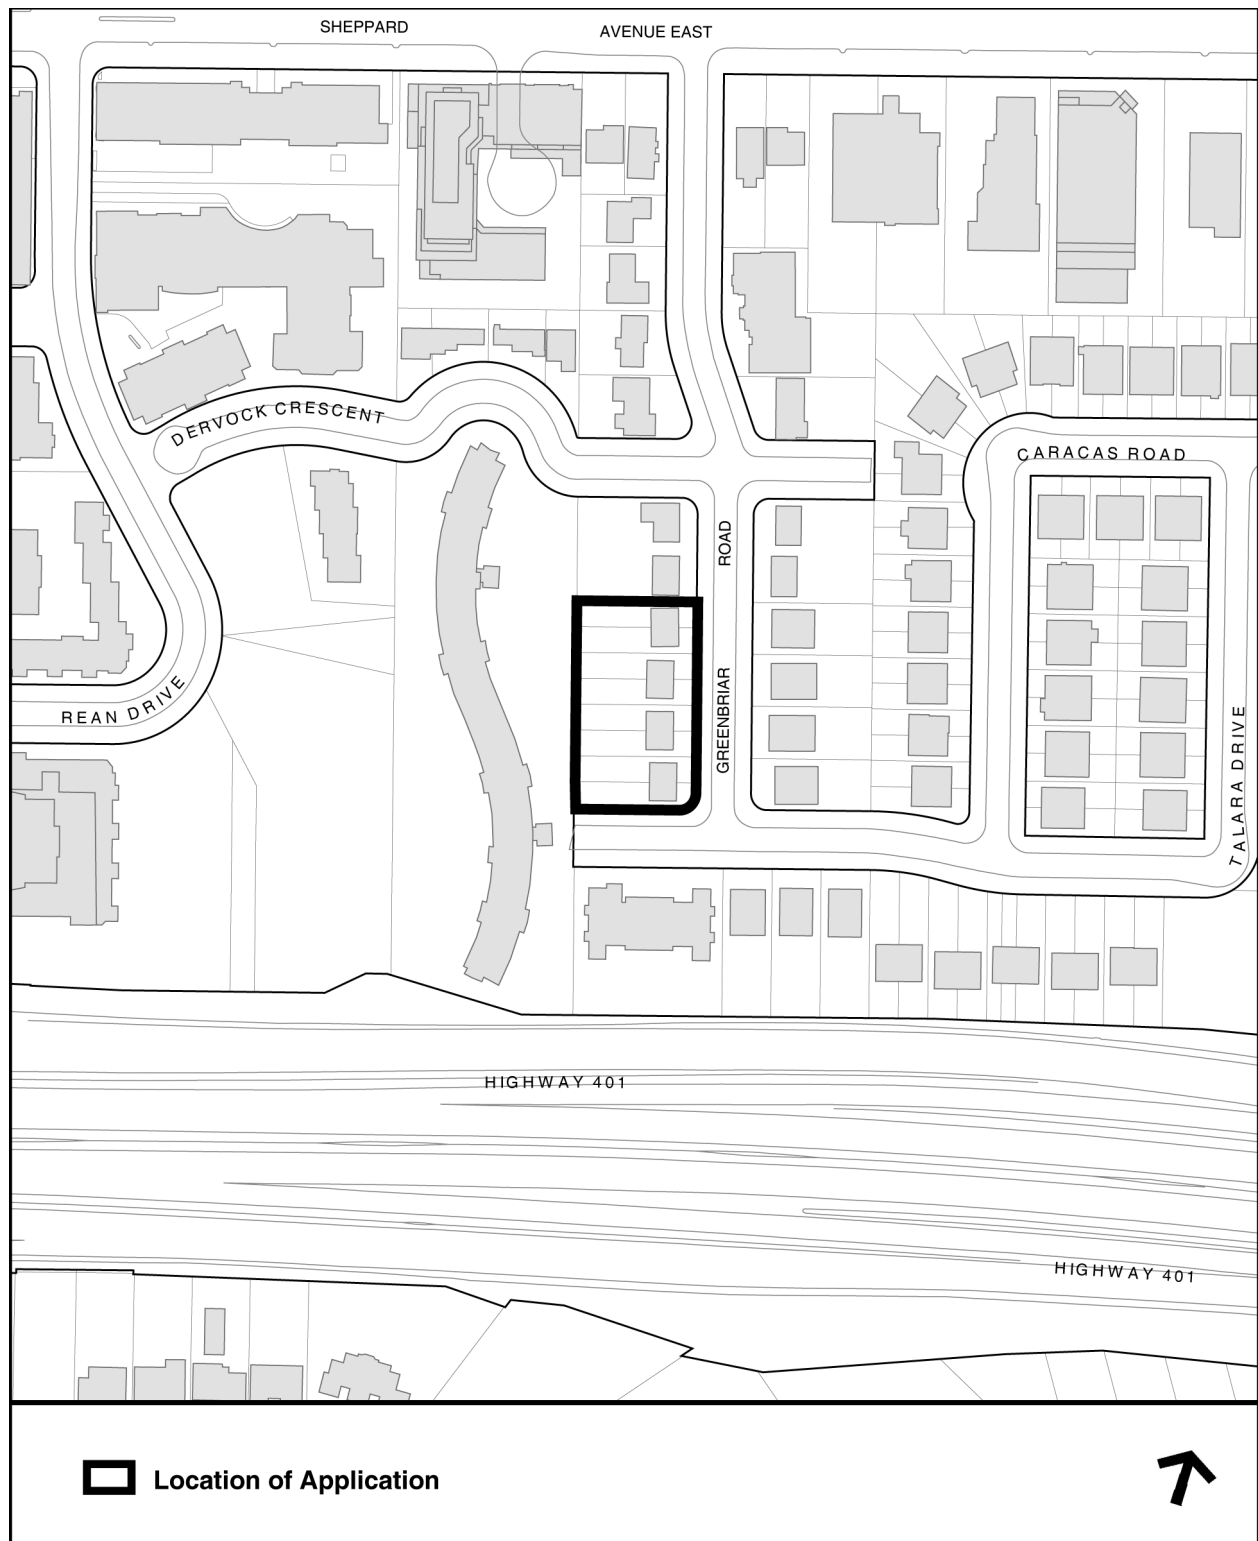 SHEPPARD AVENUE EAST
DERVOCK CRESCENT
CARACAS ROAD
GREENBRIAR ROAD
REAN DRIVE
TALARA DRIVE
HIGHWAY 401
HIGHWAY 401
Location of Application